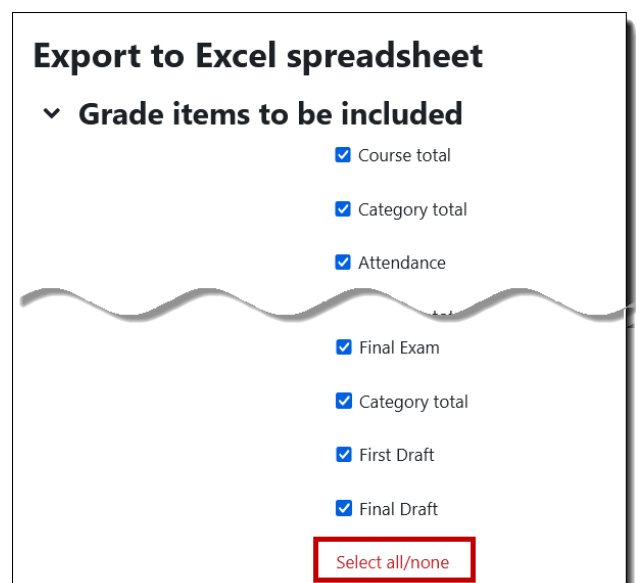 Export to Excel spreadsheet
Grade items to be included
Course total
Category total
Attendance
Final Exam
Category total
First Draft
Final Draft
Select all/none